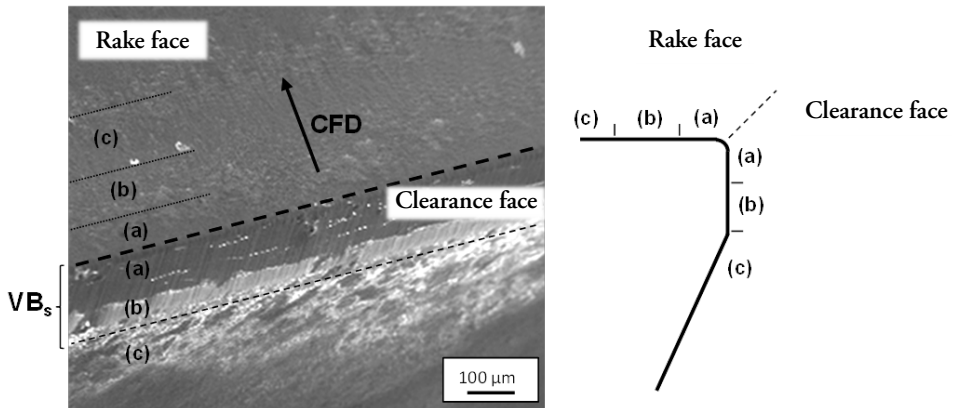 Rake face
CFD
(c)
(b)
(a)
Clearance face
(a)
(b)
(c)
VBs
100 μm
Rake face
Clearance face
(c) (b) (a)
(a)
(b)
(c)